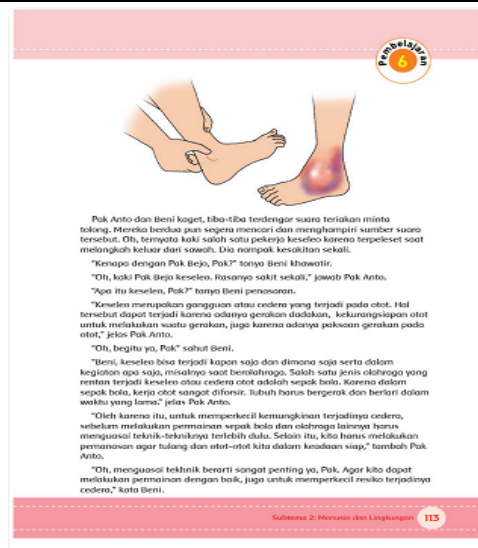 Pembelajaran
6
Pak Anto dan Beni kaget, tiba-tiba terdengar suara teriakan minta
tolong. Mereka berdua pun segera mencari dan menghampiri sumber suara
tersebut. Oh, ternyata kaki salah satu pekerja keseleo karena terpeleset saat
melangkah keluar dari sawah. Dia nampak kesakitan sekali.
"Kenapa dengan Pak Bejo, Pak?" tanya Beni khawatir.
"Oh, kaki Pak Bejo keseleo. Rasanya sakit sekali," jawab Pak Anto.
"Apa itu keseleo, Pak?" tanya Beni penasaran.
"Keseleo merupakan gangguan atau cedera yang terjadi pada otot. Hal
tersebut dapat terjadi karena adanya gerakan dadakan, kekurangsiapan otot
untuk melakukan suatu gerakan, juga karena adanya paksaan gerakan pada
otot," jelas Pak Anto.
"Oh, begitu ya, Pak" sahut Beni.
"Beni, keseleo bisa terjadi kapan saja dan dimana saja serta dalam
kegiatan apa saja, misalnya saat berolahraga. Salah satu jenis olahraga yang
rentan terjadi keseleo atau cedera otot adalah sepak bola. Karena dalam
sepak bola, kerja otot sangat diforsir. Tubuh harus bergerak dan berlari dalam
waktu yang lama." jelas Pak Anto.
"Oleh karena itu, untuk memperkecil kemungkinan terjadinya cedera,
sebelum melakukan permainan sepak bola dan olahraga lainnya harus
menguasai teknik-tekniknya terlebih dulu. Selain itu, kita harus melakukan
pemanasan agar tulang dan otot-otot kita dalam keadaan siap," tambah Pak
Anto.
"Oh, menguasai tekhnik berarti sangat penting ya, Pak. Agar kita dapat
melakukan permainan dengan baik, juga untuk memperkecil resiko terjadinya
cedera," kata Beni.
Subtema 2: Manusia dan Lingkungan
113